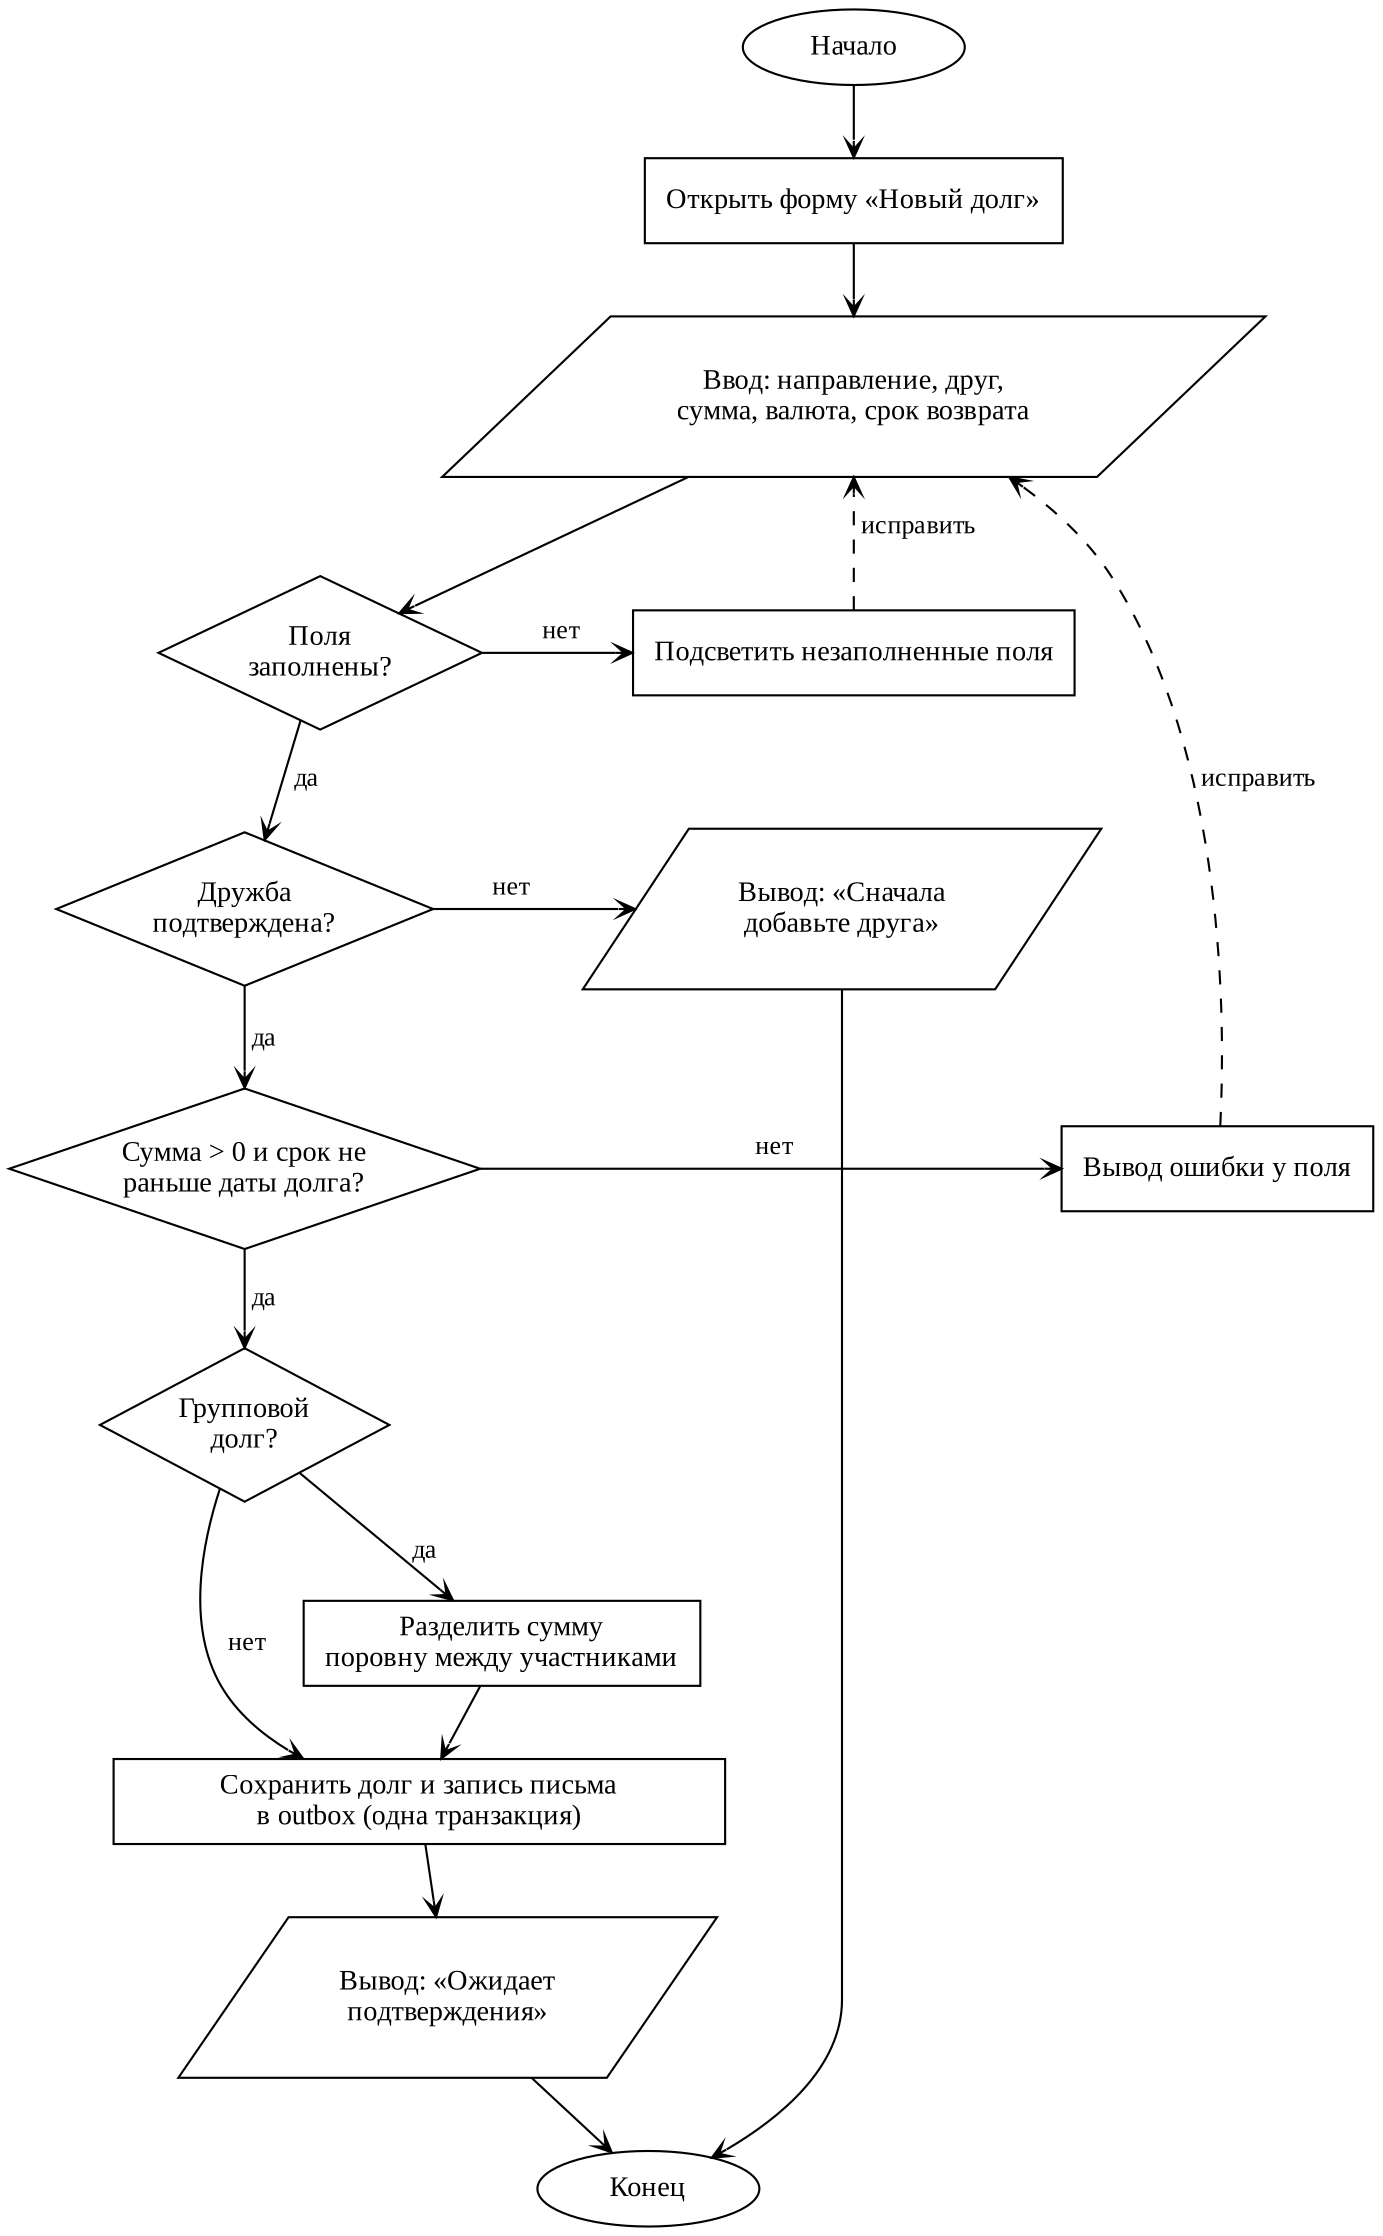 Начало
Открыть форму «Новый долг»
Ввод: направление, друг,
сумма, валюта, срок возврата
исправить
Поля
заполнены?
нет
Подсветить незаполненные поля
да
исправить
Дружба
подтверждена?
нет
Вывод: «Сначала
добавьте друга»
да
Сумма > 0 и срок не
раньше даты долга?
нет
Вывод ошибки у поля
да
Групповой
долг?
да
нет
Разделить сумму
поровну между участниками
Сохранить долг и запись письма
в outbox (одна транзакция)
Вывод: «Ожидает
подтверждения»
Конец